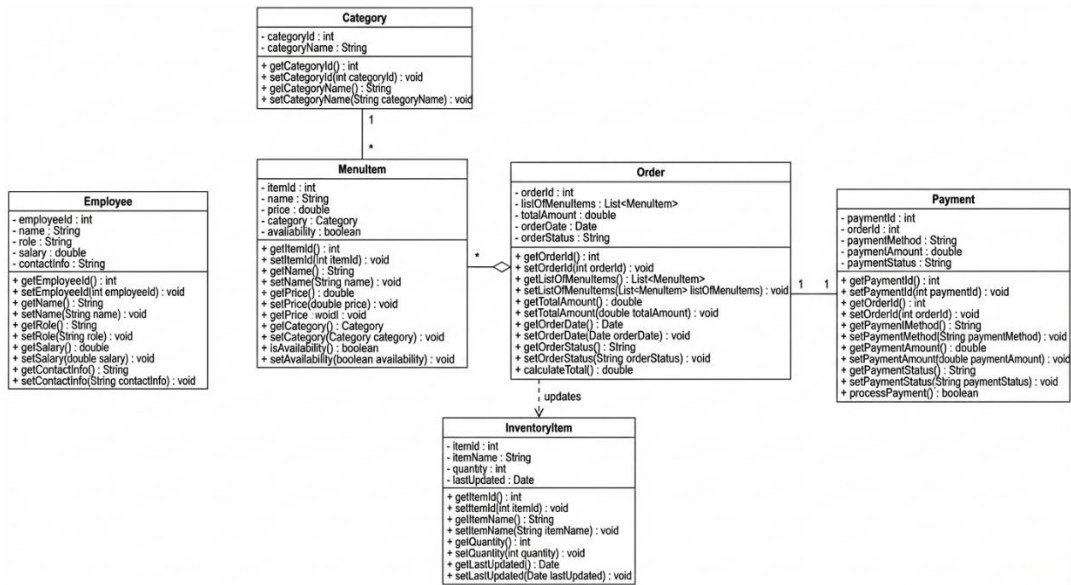 Category
- categoryId : int
- categoryName : String
+ getCategoryId() : int
+ setCategoryId(int categoryId) : void
+ getCategoryName() : String
+ setCategoryName(String categoryName) : void
1
*
MenuItem
- itemId : int
- name : String
- price : double
- category : Category
- availability : boolean
+ getItemId() : int
+ setItemId(int itemId) : void
+ getName() : String
+ setName(String name) : void
+ getPrice() : double
+ setPrice(double price) : void
+ getPrice : woidl : void
+ getCategory() : Category
+ setCategory(Category category) : void
+ isAvailability() : boolean
+ setAvailability(boolean availability) : void
*
Order
- orderId : int
- listOfMenuItems : List<MenuItem>
- totalAmount : double
- orderDate : Date
- orderStatus : String
+ getOrderId() : int
+ setOrderId(int orderId) : void
+ getListOfMenuItems() : List<MenuItem>
+ setListOfMenuItems(List<MenuItem> listOfMenuItems) : void
+ getTotalAmount() : double
+ setTotalAmount(double totalAmount) : void
+ getOrderDate() : Date
+ setOrderDate(Date orderDate) : void
+ getOrderStatus() : String
+ setOrderStatus(String orderStatus) : void
+ calculateTotal() : double
1
1
Payment
- paymentId : int
- orderId : int
- paymentMethod : String
- paymentAmount : double
- paymentStatus : String
+ getPaymentId() : int
+ setPaymentId(int paymentId) : void
+ getOrderId() : int
+ setOrderId(int orderId) : void
+ getPaymenlMethod() : String
+ setPaymentMethod(String paymentMethod) : void
+ getPaymentAmount() : double
+ setPaymentAmount(double paymentAmount) : void
+ getPaymentStatus() : String
+ setPaymentStatus(String paymentStatus) : void
+ processPayment() : boolean
Employee
- employeeId : int
- name : String
- role : String
- salary : double
- contactInfo : String
+ getEmployeeId() : int
+ setEmployeeId(int employeeId) : void
+ getName() : String
+ setName(String name) : void
+ getRole() : String
+ setRole(String role) : void
+ getSalary() : double
+ setSalary(double salary) : void
+ getContactInfo() : String
+ setContactInfo(String contactInfo) : void
updates
InventoryItem
- itemId : int
- itemName : String
- quantity : int
- lastUpdated : Date
+ getItemId() : int
+ setItemId(int itemId) : void
+ getItemName() : String
+ setItemName(String itemName) : void
+ getQuantity() : int
+ setQuantity(int quantity) : void
+ getLastUpdated() : Date
+ setLastUpdated(Date lastUpdated) : void